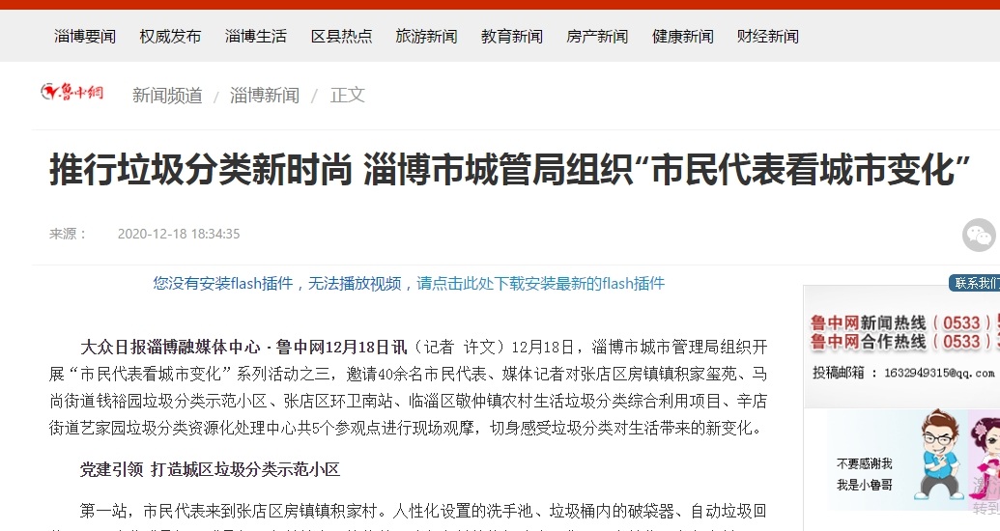 淄博要闻 权威发布 淄博生活 区县热点 旅游新闻 教育新闻 房产新闻 健康新闻 财经新闻
鲁中网 新闻频道 / 淄博新闻 / 正文
推行垃圾分类新时尚 淄博市城管局组织“市民代表看城市变化”
来源： 2020-12-18 18:34:35
您没有安装flash插件，无法播放视频，请点击此处下载安装最新的flash插件
大众日报淄博融媒体中心·鲁中网12月18日讯（记者 许文）12月18日，淄博市城市管理局组织开
展“市民代表看城市变化”系列活动之三，邀请40余名市民代表、媒体记者对张店区房镇镇积家玺苑、马
尚街道钱裕园垃圾分类示范小区、张店区环卫南站、临淄区敬仲镇农村生活垃圾分类综合利用项目、辛店
街道艺家园垃圾分类资源化处理中心共5个参观点进行现场观摩，切身感受垃圾分类对生活带来的新变化。
党建引领 打造城区垃圾分类示范小区
第一站，市民代表来到张店区房镇镇积家村。人性化设置的洗手池、垃圾桶内的破袋器、自动垃圾回
联系我们
鲁中网新闻热线（0533）
鲁中网合作热线（0533）
投稿邮箱：1632949315@qq.com
不要感谢我
我是小鲁哥